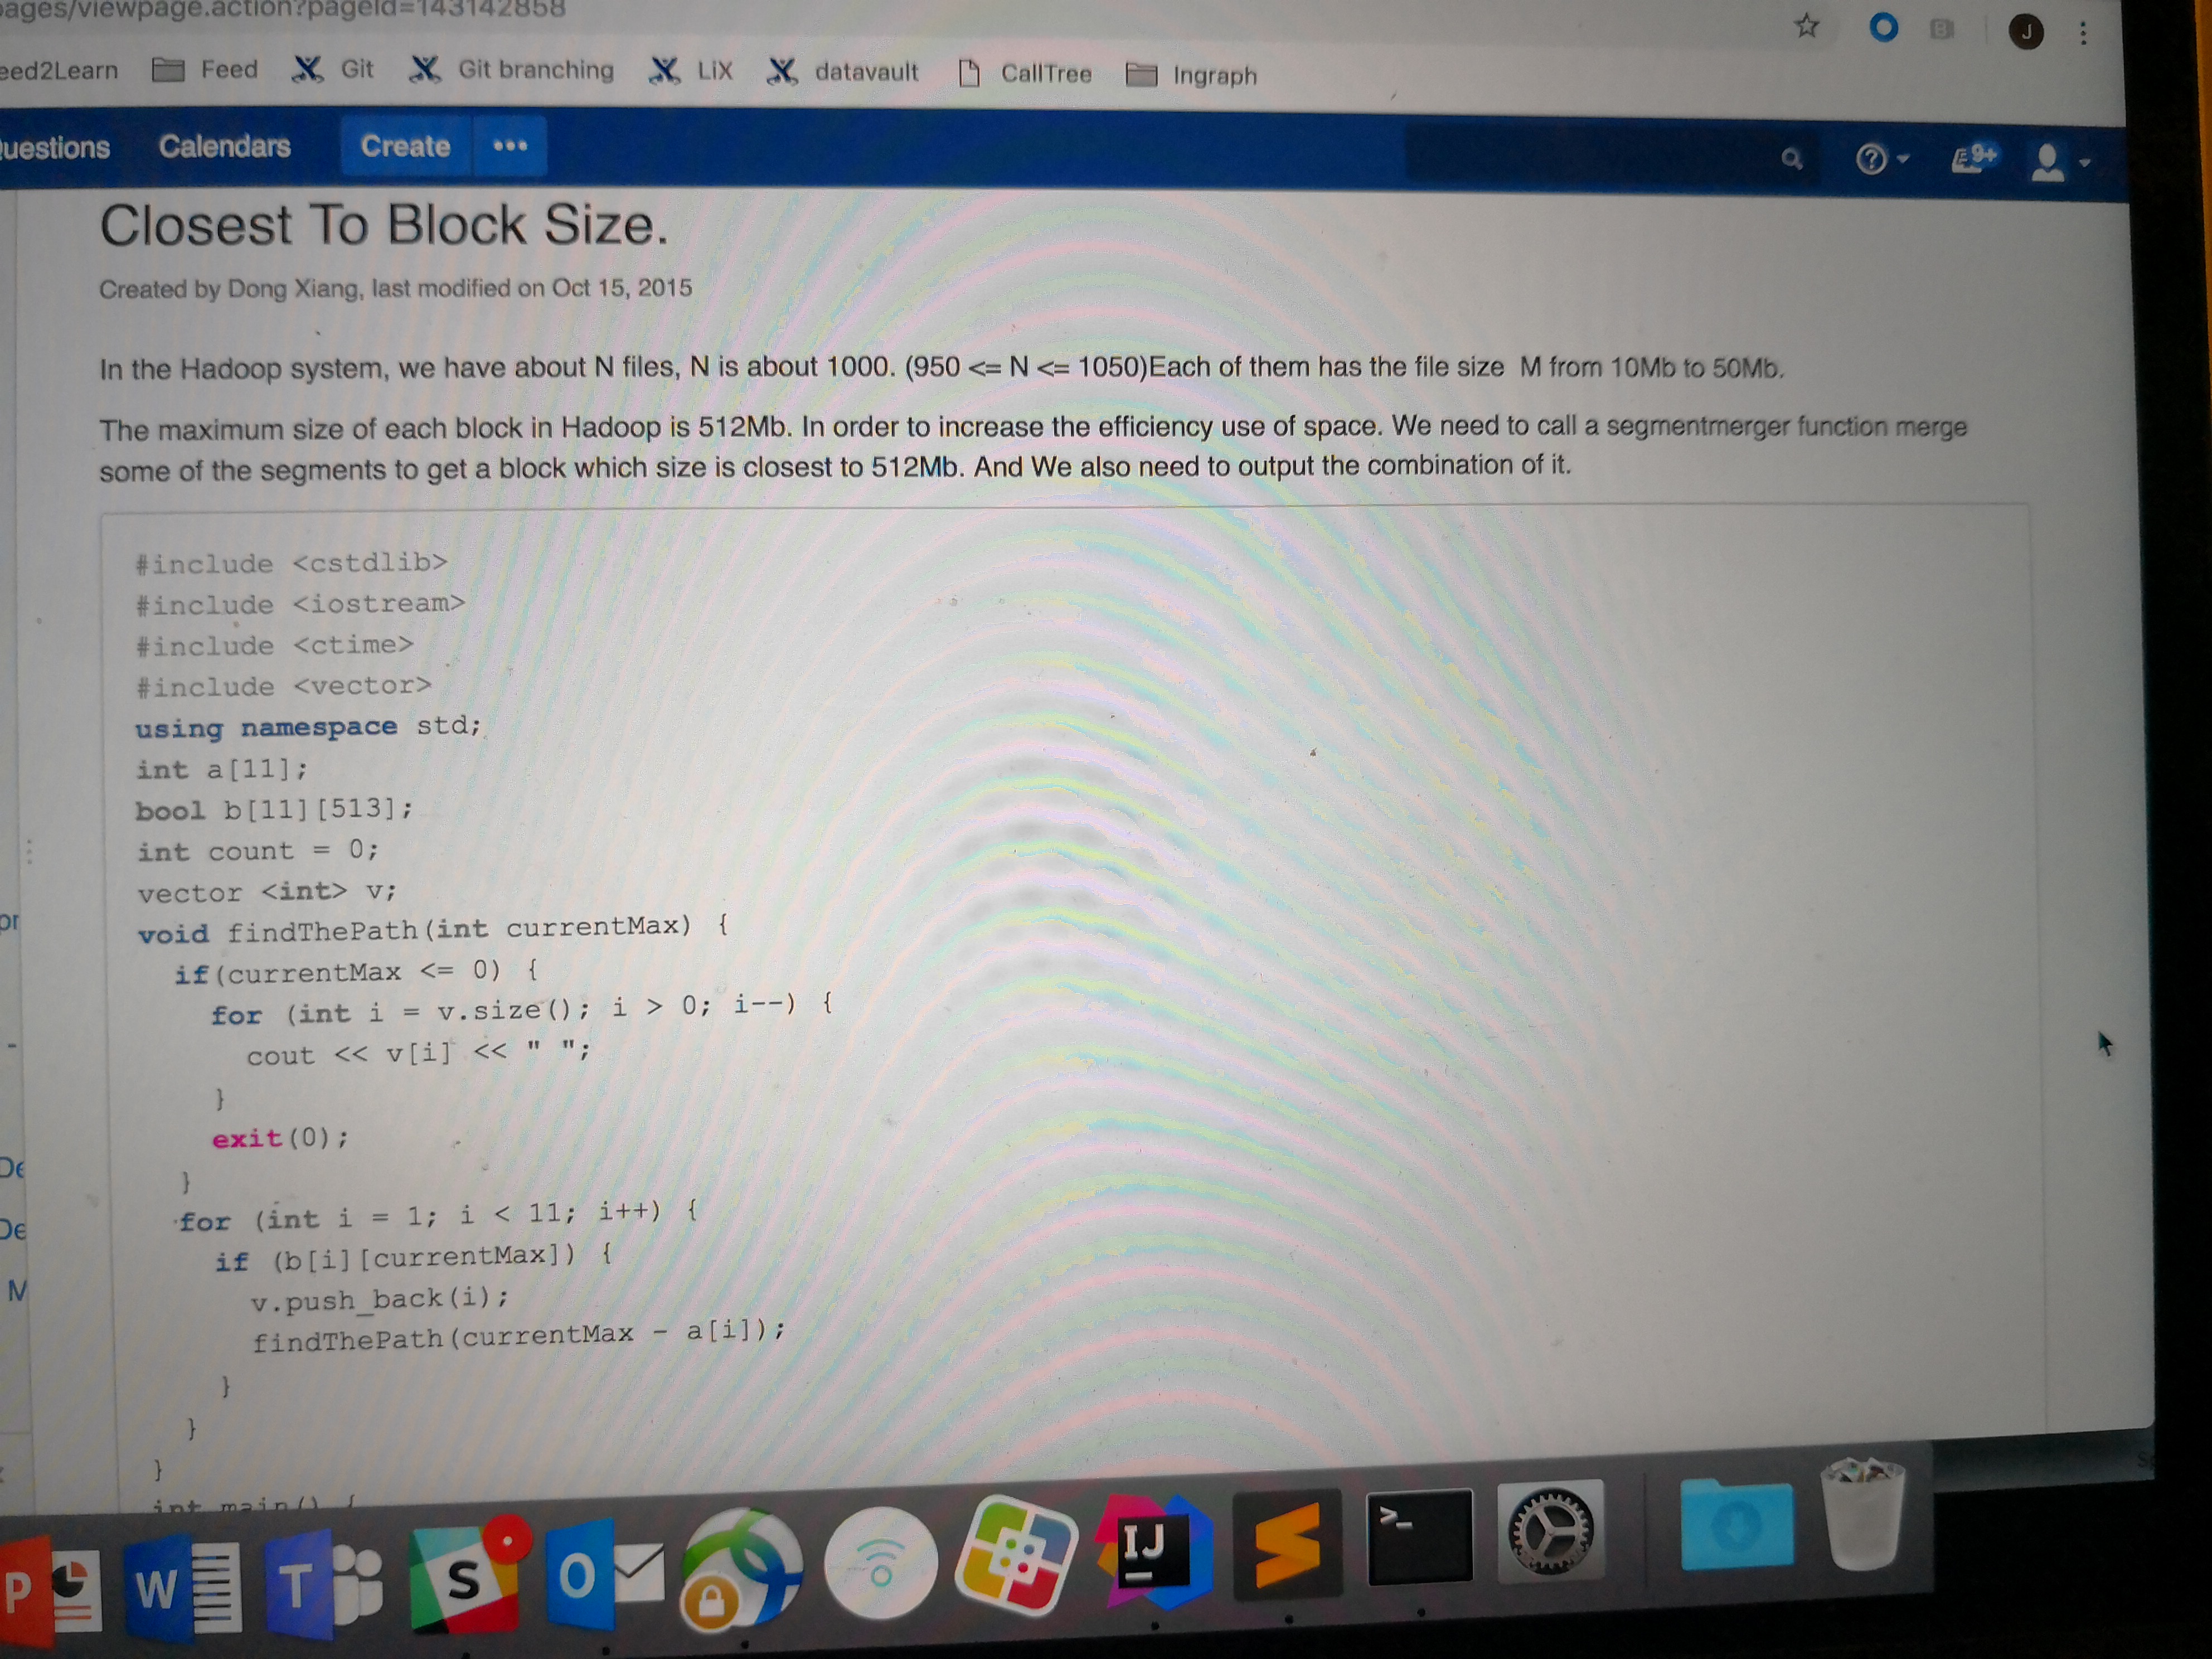 pages/viewpage.action?pageId=143142858
eed2Learn Feed Git Git branching LiX datavault CallTree Ingraph
Questions Calendars Create ••• 9+
J
Closest To Block Size.
Created by Dong Xiang, last modified on Oct 15, 2015
In the Hadoop system, we have about N files, N is about 1000. (950 <= N <= 1050)Each of them has the file size M from 10Mb to 50Mb.
The maximum size of each block in Hadoop is 512Mb. In order to increase the efficiency use of space. We need to call a segmentmerger function merge
some of the segments to get a block which size is closest to 512Mb. And We also need to output the combination of it.
#include <cstdlib>
#include <iostream>
#include <ctime>
#include <vector>
using namespace std;
int a[11];
bool b[11][513];
int count = 0;
vector <int> v;
void findThePath(int currentMax) {
if(currentMax <= 0) {
for (int i = v.size(); i > 0; i--) {
cout << v[i] << " ";
}
exit(0);
}
for (int i = 1; i < 11; i++) {
if (b[i][currentMax]) {
v.push_back(i);
findThePath(currentMax - a[i]);
}
}
}
int main() {
pr
De
De
M
P W T S O IJ S >_